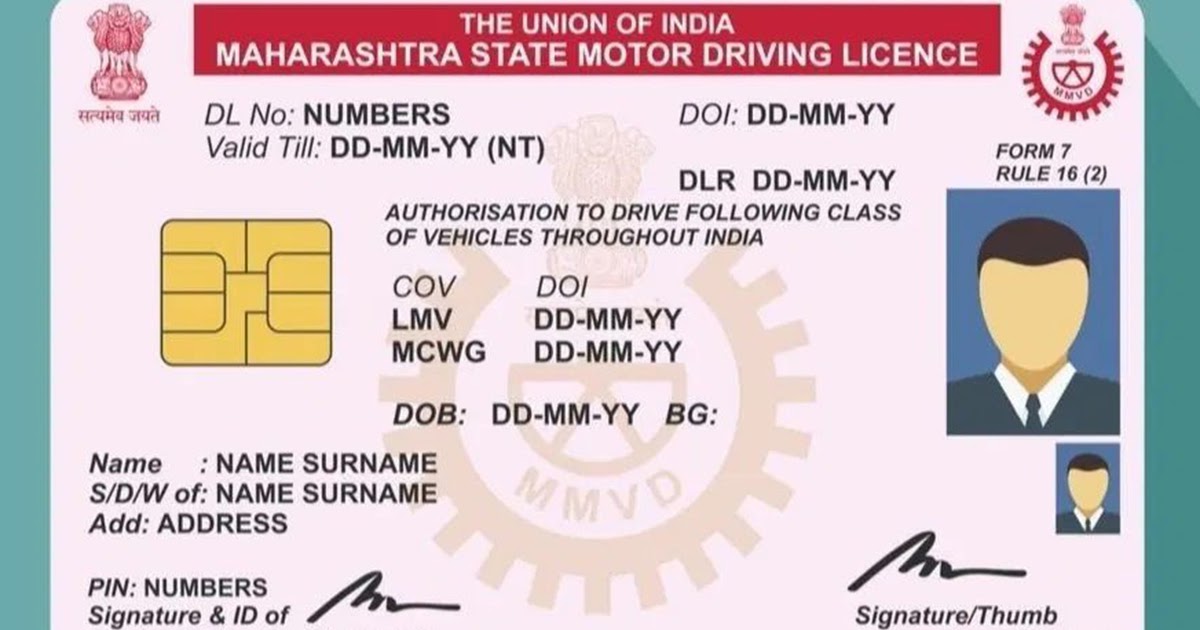 THE UNION OF INDIA
MAHARASHTRA STATE MOTOR DRIVING LICENCE
सत्यमेव जयते
MMVD
DL No: NUMBERS DOI: DD-MM-YY
Valid Till: DD-MM-YY (NT)
DLR DD-MM-YY
FORM 7
RULE 16 (2)
AUTHORISATION TO DRIVE FOLLOWING CLASS
OF VEHICLES THROUGHOUT INDIA
COV DOI
LMV DD-MM-YY
MCWG DD-MM-YY
DOB: DD-MM-YY BG:
MMVD
Name : NAME SURNAME
S/D/W of: NAME SURNAME
Add: ADDRESS
PIN: NUMBERS
Signature & ID of
Signature/Thumb